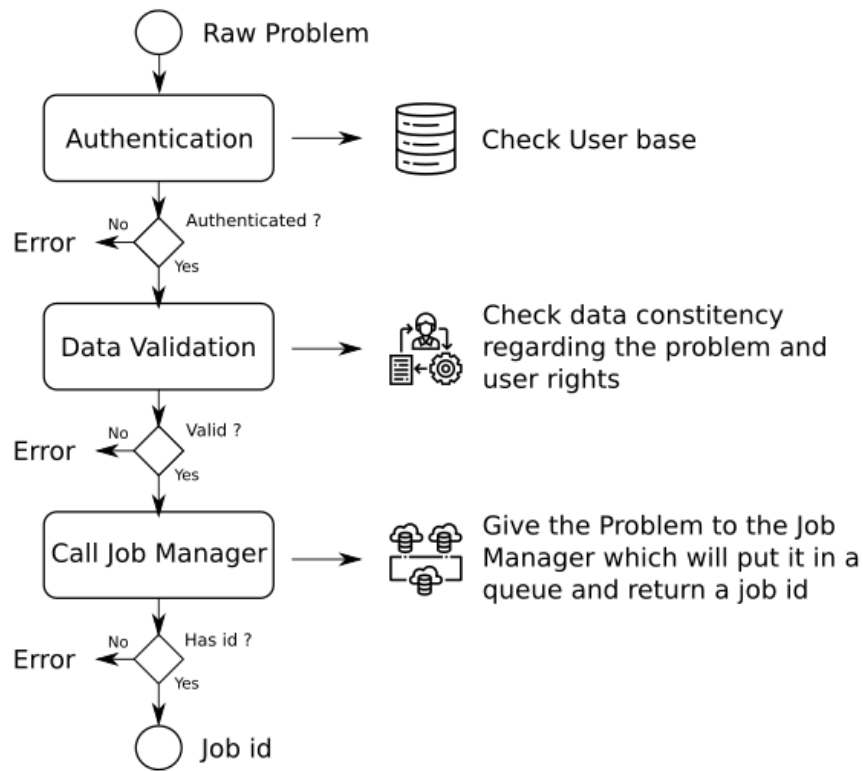 Raw Problem
Authentication
Check User base
Authenticated ?
No
Error
Yes
Data Validation
Check data constitency
regarding the problem and
user rights
Valid ?
No
Error
Yes
Call Job Manager
Give the Problem to the Job
Manager which will put it in a
queue and return a job id
Has id ?
No
Error
Yes
Job id